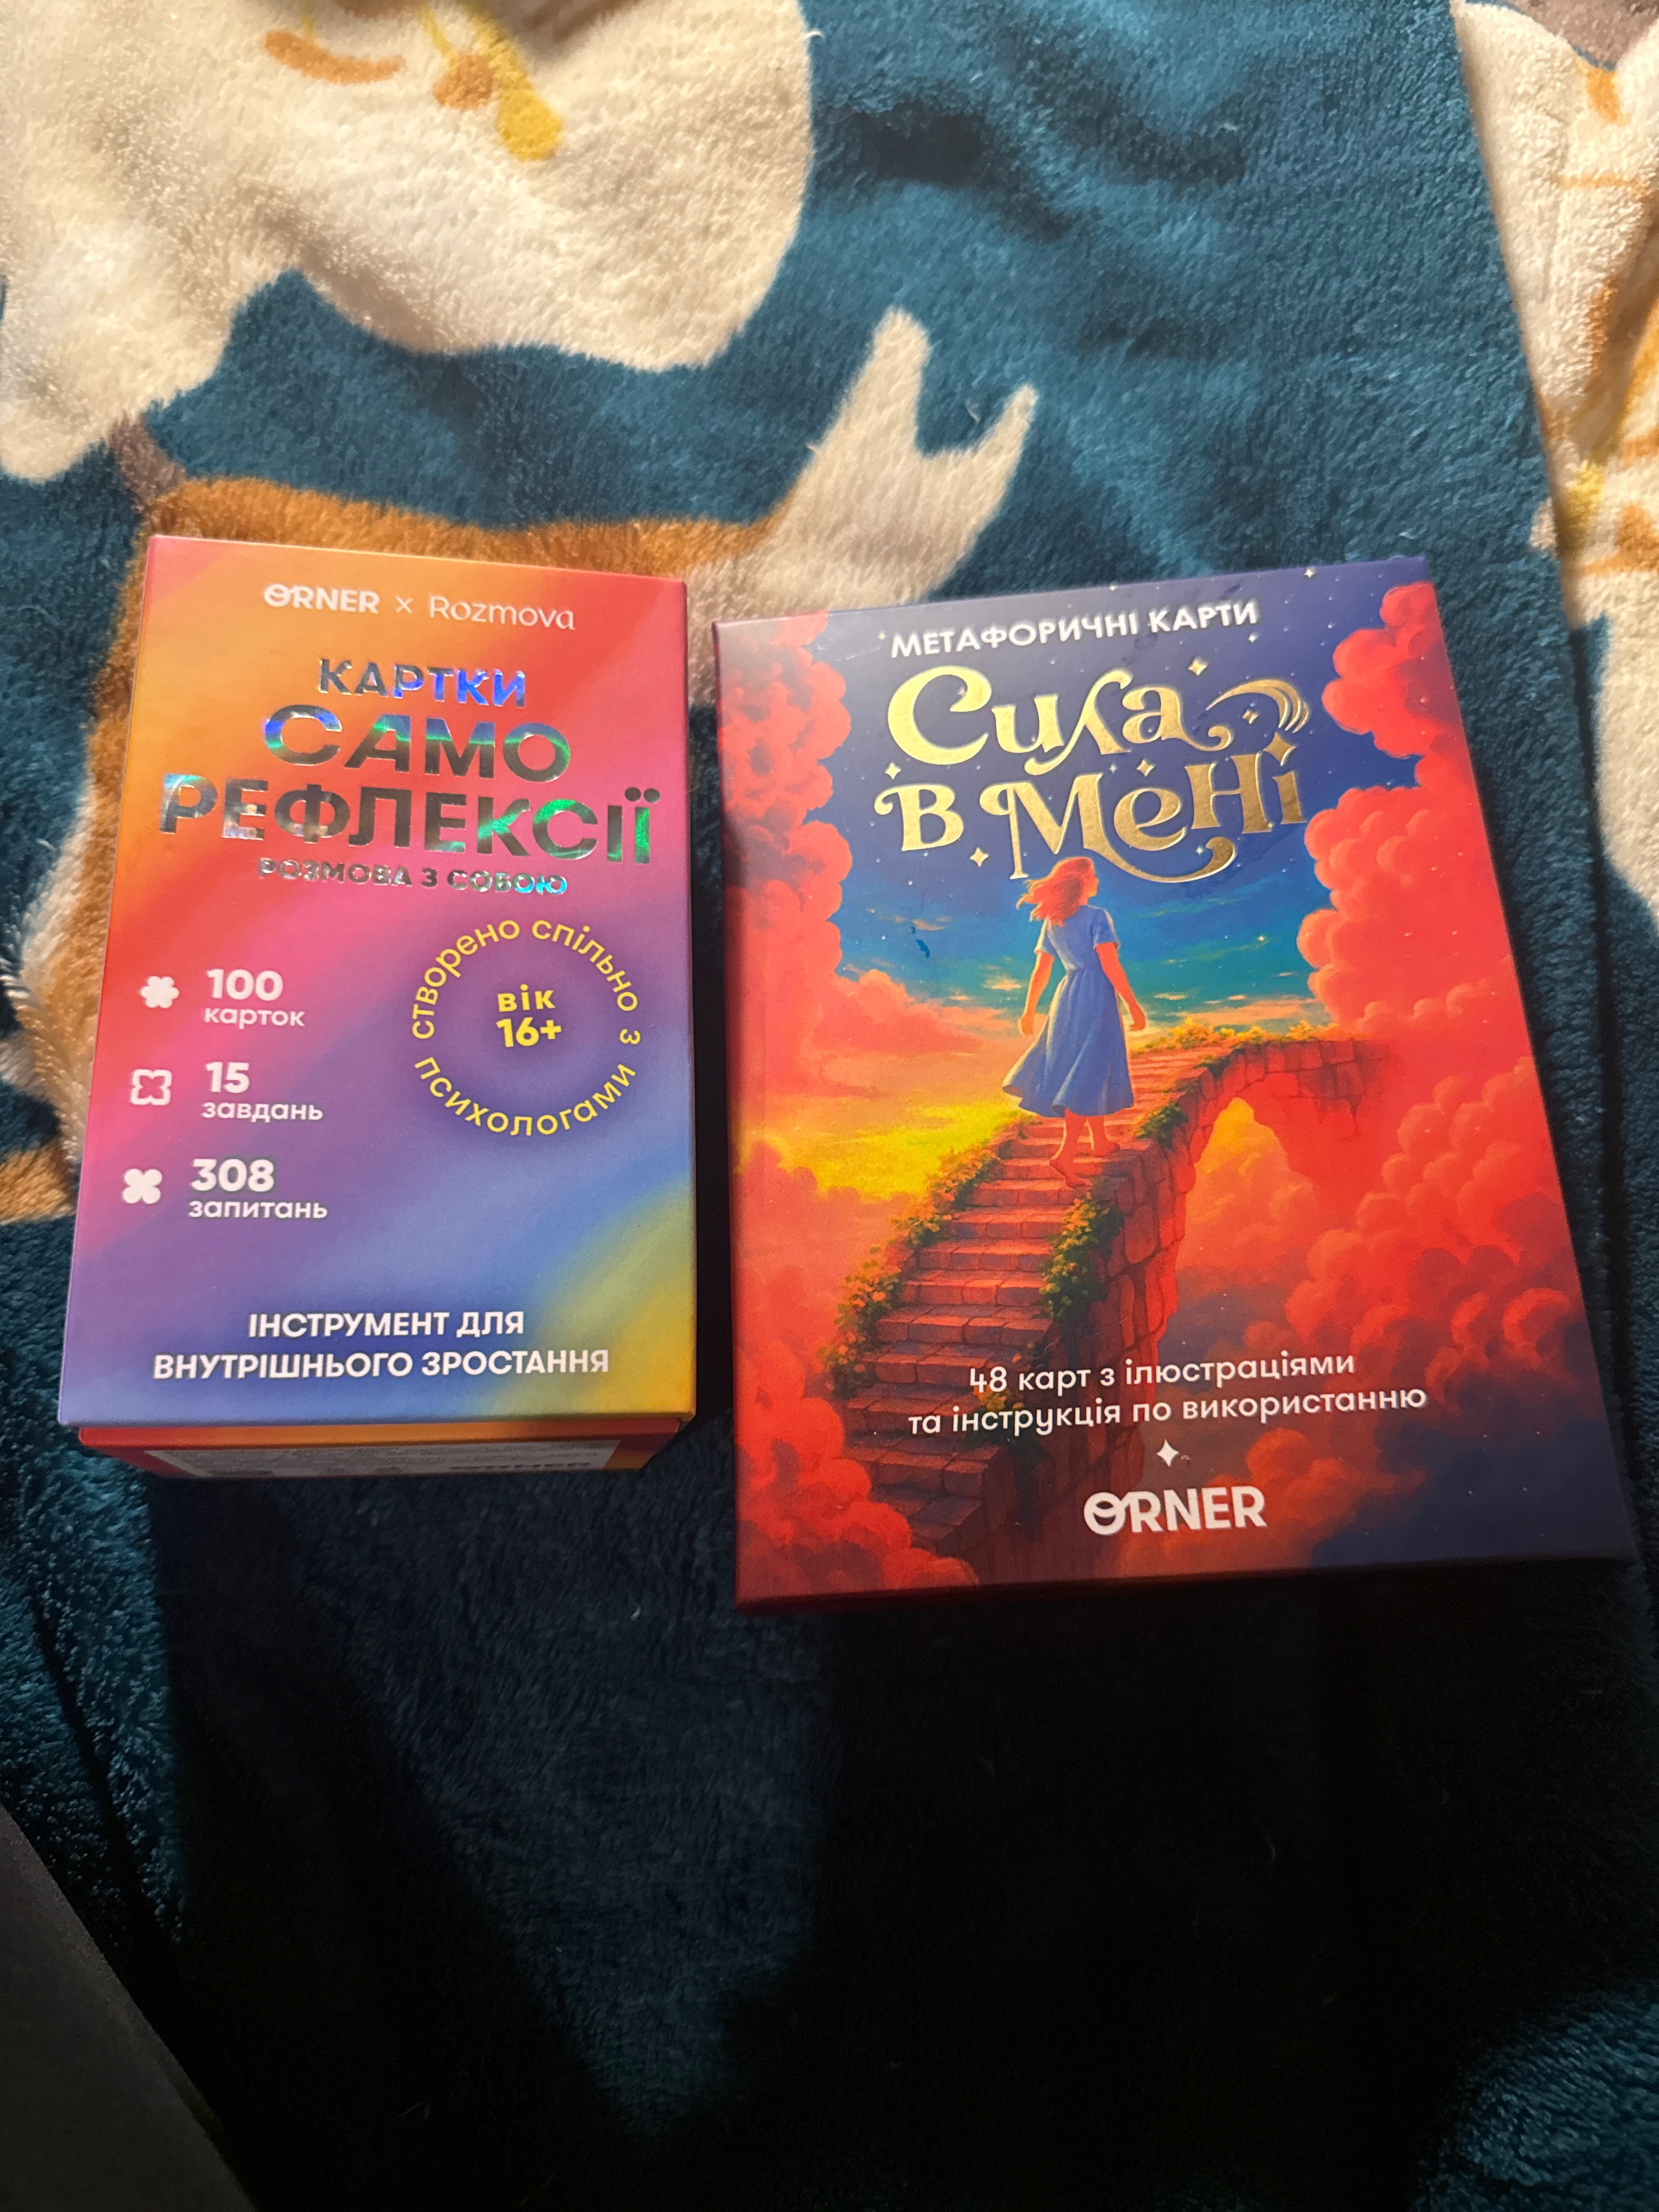 ORNER × Rozmova
КАРТКИ
САМО
РЕФЛЕКСІЇ
РОЗМОВА З СОБОЮ
створено спільно з психологами
вік
16+
100
карток
15
завдань
308
запитань
ІНСТРУМЕНТ ДЛЯ
ВНУТРІШНЬОГО ЗРОСТАННЯ
МЕТАФОРИЧНІ КАРТИ
Сила
в мені
48 карт з ілюстраціями
та інструкція по використанню
ORNER